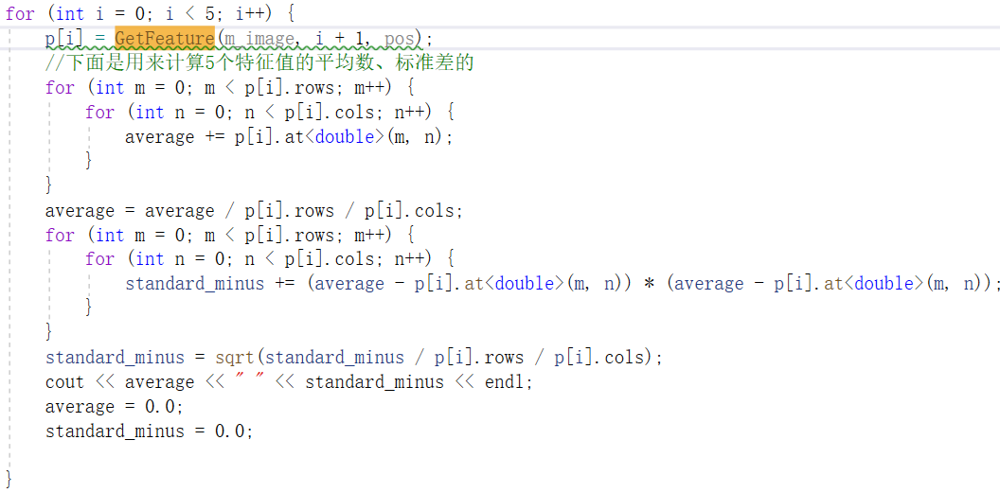 for (int i = 0; i < 5; i++) {
p[i] = GetFeature(m_image, i + 1, pos);
//下面是用来计算5个特征值的平均数、标准差的
for (int m = 0; m < p[i].rows; m++) {
for (int n = 0; n < p[i].cols; n++) {
average += p[i].at<double>(m, n);
}
}
average = average / p[i].rows / p[i].cols;
for (int m = 0; m < p[i].rows; m++) {
for (int n = 0; n < p[i].cols; n++) {
standard_minus += (average - p[i].at<double>(m, n)) * (average - p[i].at<double>(m, n));
}
}
standard_minus = sqrt(standard_minus / p[i].rows / p[i].cols);
cout << average << " " << standard_minus << endl;
average = 0.0;
standard_minus = 0.0;
}